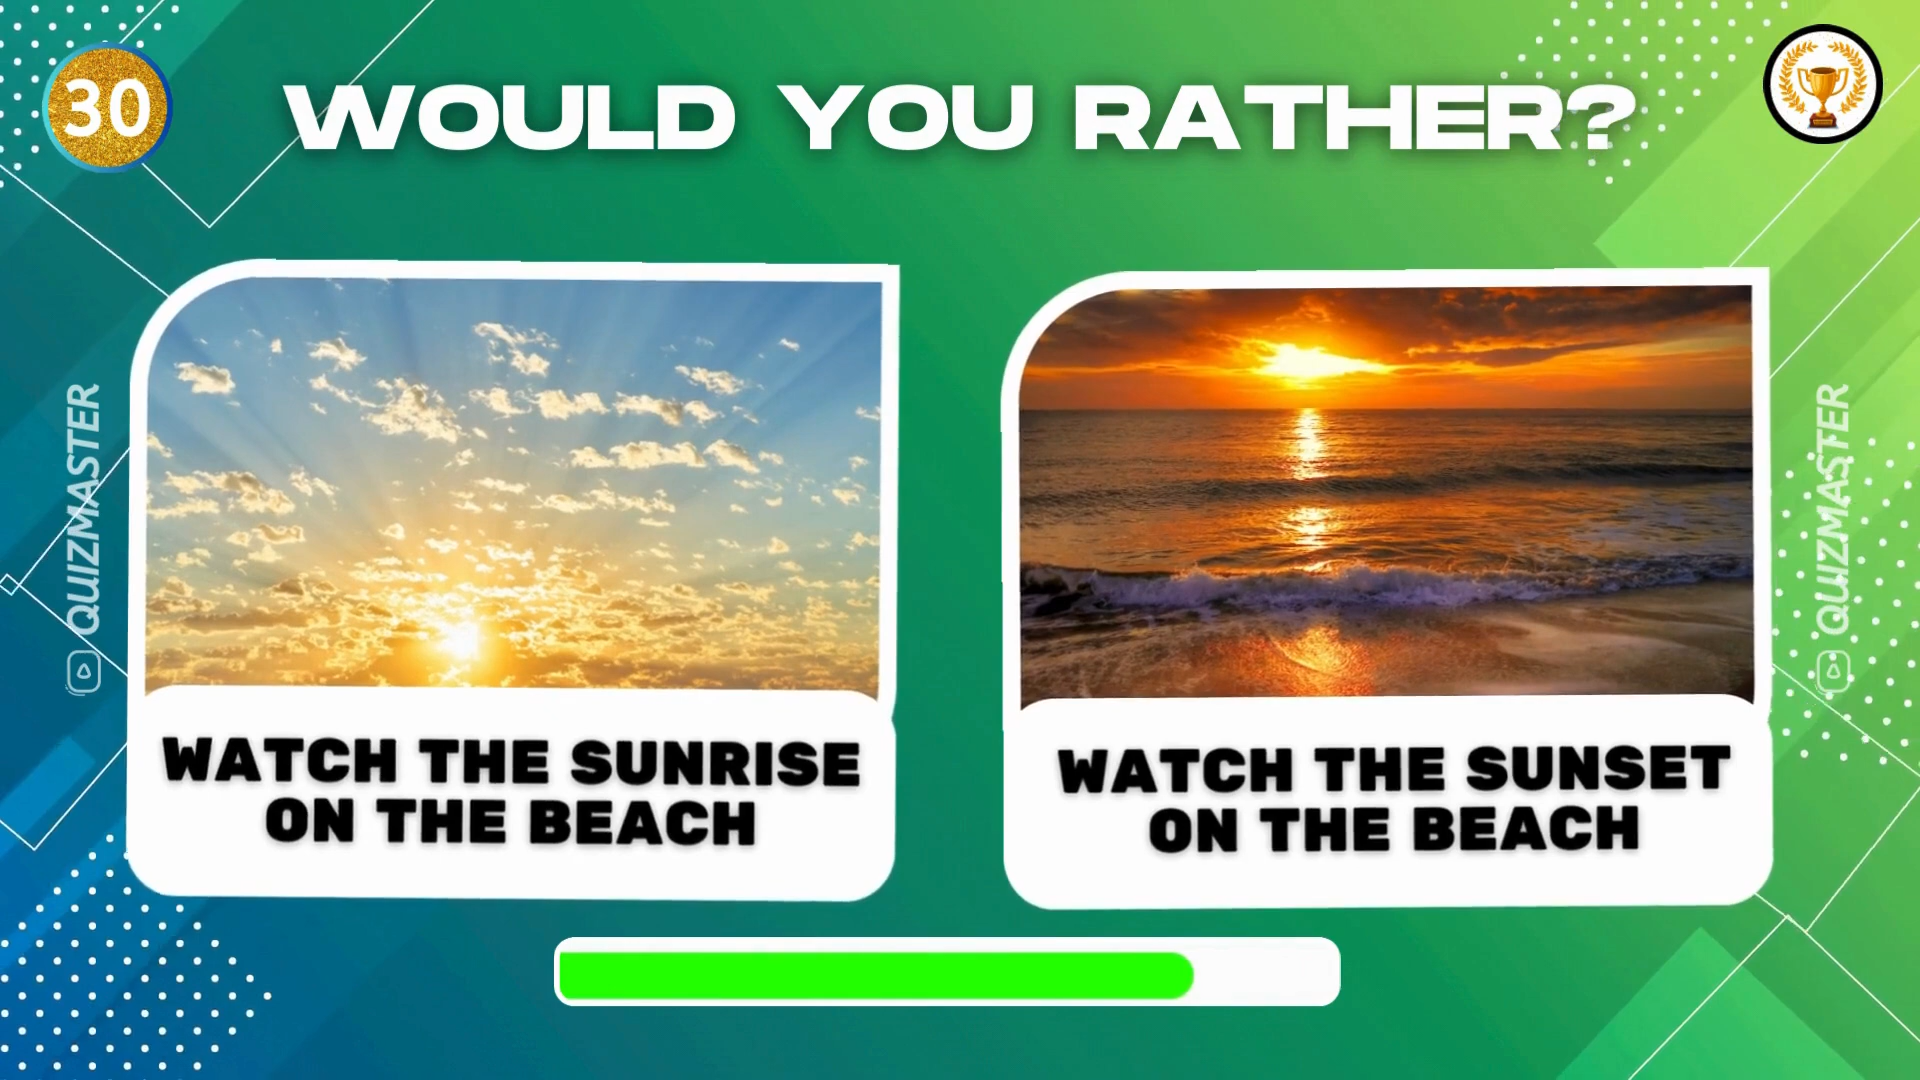 30
WOULD YOU RATHER?
WATCH THE SUNRISE
ON THE BEACH
WATCH THE SUNSET
ON THE BEACH
QUIZMASTER
QUIZMASTER